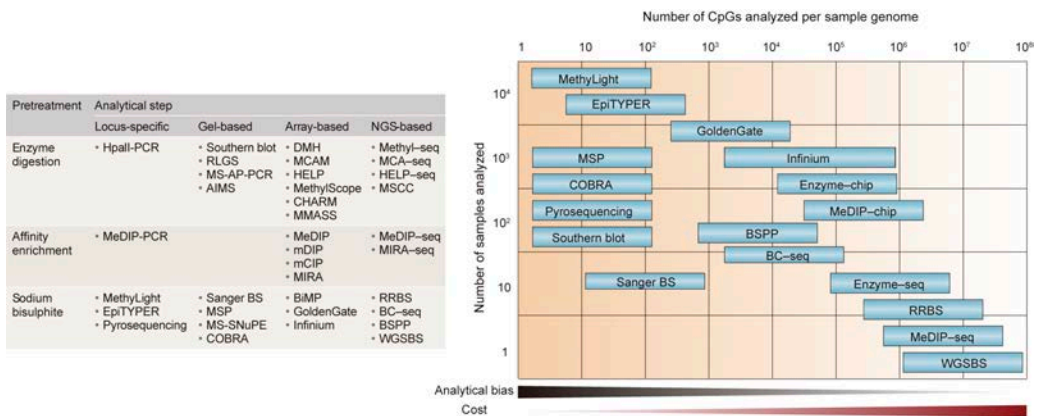 Pretreatment Analytical step
Locus-specific Gel-based Array-based NGS-based
Enzyme digestion
• HpaII-PCR
• Southern blot
• RLGS
• MS-AP-PCR
• AIMS
• DMH
• MCAM
• HELP
• MethylScope
• CHARM
• MMASS
• Methyl–seq
• MCA–seq
• HELP–seq
• MSCC
Affinity enrichment
• MeDIP-PCR
• MeDIP
• mDIP
• mCIP
• MIRA
• MeDIP–seq
• MIRA–seq
Sodium bisulphite
• MethyLight
• EpiTYPER
• Pyrosequencing
• Sanger BS
• MSP
• MS-SNuPE
• COBRA
• BiMP
• GoldenGate
• Infinium
• RRBS
• BC–seq
• BSPP
• WGSBS
Number of CpGs analyzed per sample genome
1 10 10² 10³ 10⁴ 10⁵ 10⁶ 10⁷ 10⁸
Number of samples analyzed
10⁴
10³
10²
10
1
MethyLight
EpiTYPER
GoldenGate
MSP Infinium
COBRA Enzyme–chip
Pyrosequencing MeDIP–chip
Southern blot BSPP
BC–seq
Sanger BS Enzyme–seq
RRBS
MeDIP–seq
WGSBS
Analytical bias
Cost